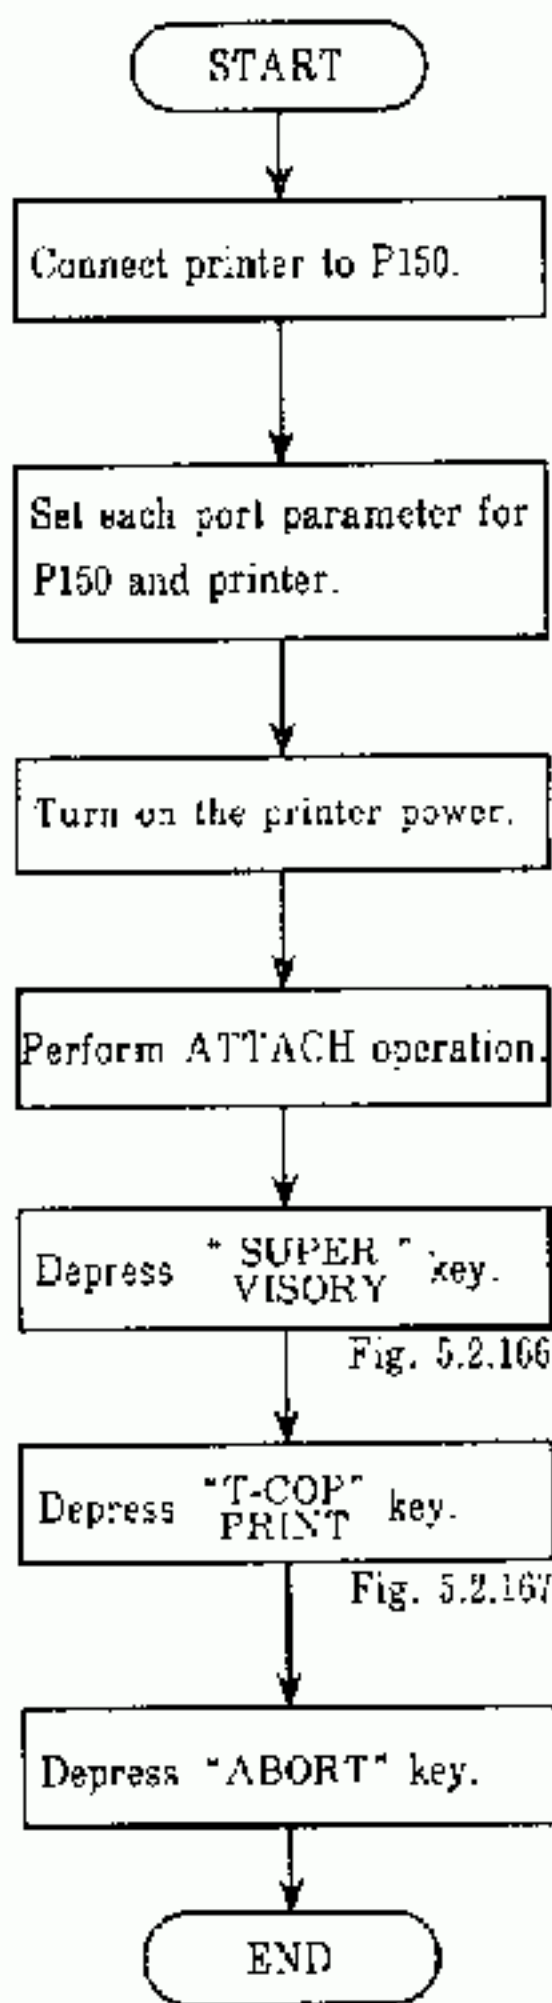 START
Connect printer to P150.
Set each port parameter for
P150 and printer.
Turn on the printer power.
Perform ATTACH operation.
Depress "SUPER VISORY" key.
Fig. 5.2.166
Depress "T-COP" PRINT key.
Fig. 5.2.167
Depress "ABORT" key.
END